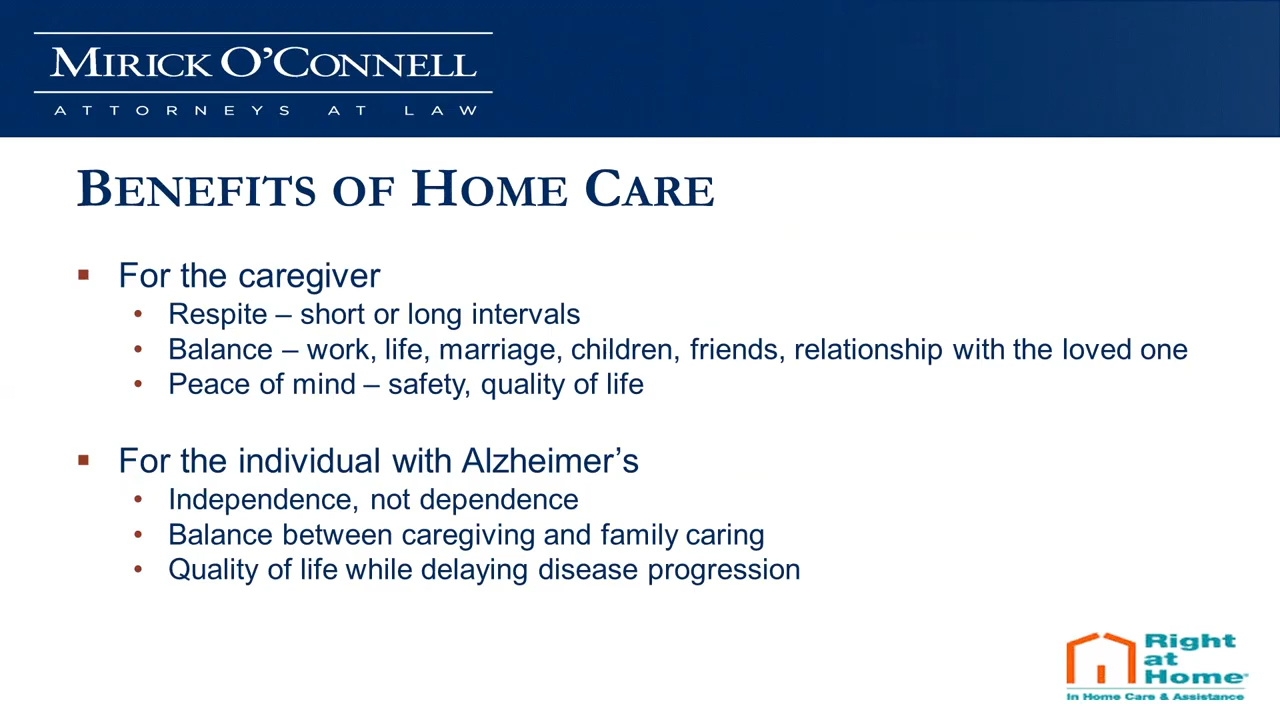 MIRICK O’CONNELL
ATTORNEYS AT LAW
BENEFITS OF HOME CARE
▪ For the caregiver
• Respite – short or long intervals
• Balance – work, life, marriage, children, friends, relationship with the loved one
• Peace of mind – safety, quality of life
▪ For the individual with Alzheimer’s
• Independence, not dependence
• Balance between caregiving and family caring
• Quality of life while delaying disease progression
Right
at
Home
In Home Care & Assistance